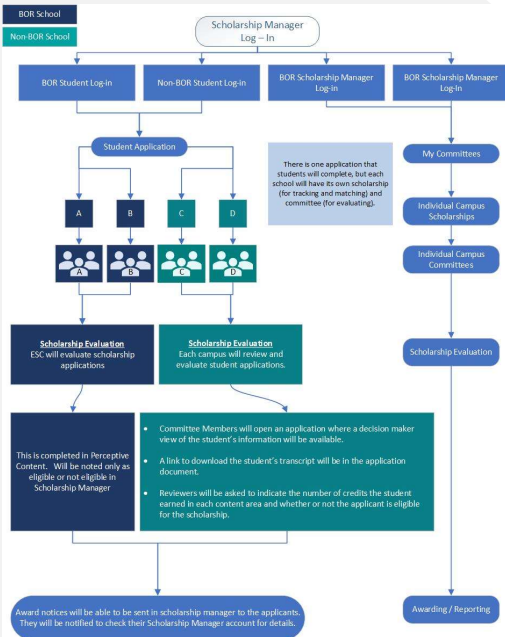 BOR School
Non-BOR School
Scholarship Manager
Log – In
BOR Student Log-in
Non-BOR Student Log-in
BOR Scholarship Manager
Log-in
BOR Scholarship Manager
Log-In
Student Application
There is one application that
students will complete, but each
school will have its own scholarship
(for tracking and matching) and
committee (for evaluating).
My Committees
A
B
C
D
Individual Campus
Scholarships
A
B
C
D
Individual Campus
Committees
Scholarship Evaluation
ESC will evaluate scholarship
applications
Scholarship Evaluation
Each campus will review and
evaluate student applications.
Scholarship Evaluation
This is completed in Perceptive
Content. Will be noted only as
eligible or not eligible in
Scholarship Manager
• Committee Members will open an application where a decision maker
view of the student's information will be available.
• A link to download the student's transcript will be in the application
document.
• Reviewers will be asked to indicate the number of credits the student
earned in each content area and whether or not the applicant is eligible
for the scholarship.
Award notices will be able to be sent in scholarship manager to the applicants.
They will be notified to check their Scholarship Manager account for details.
Awarding / Reporting